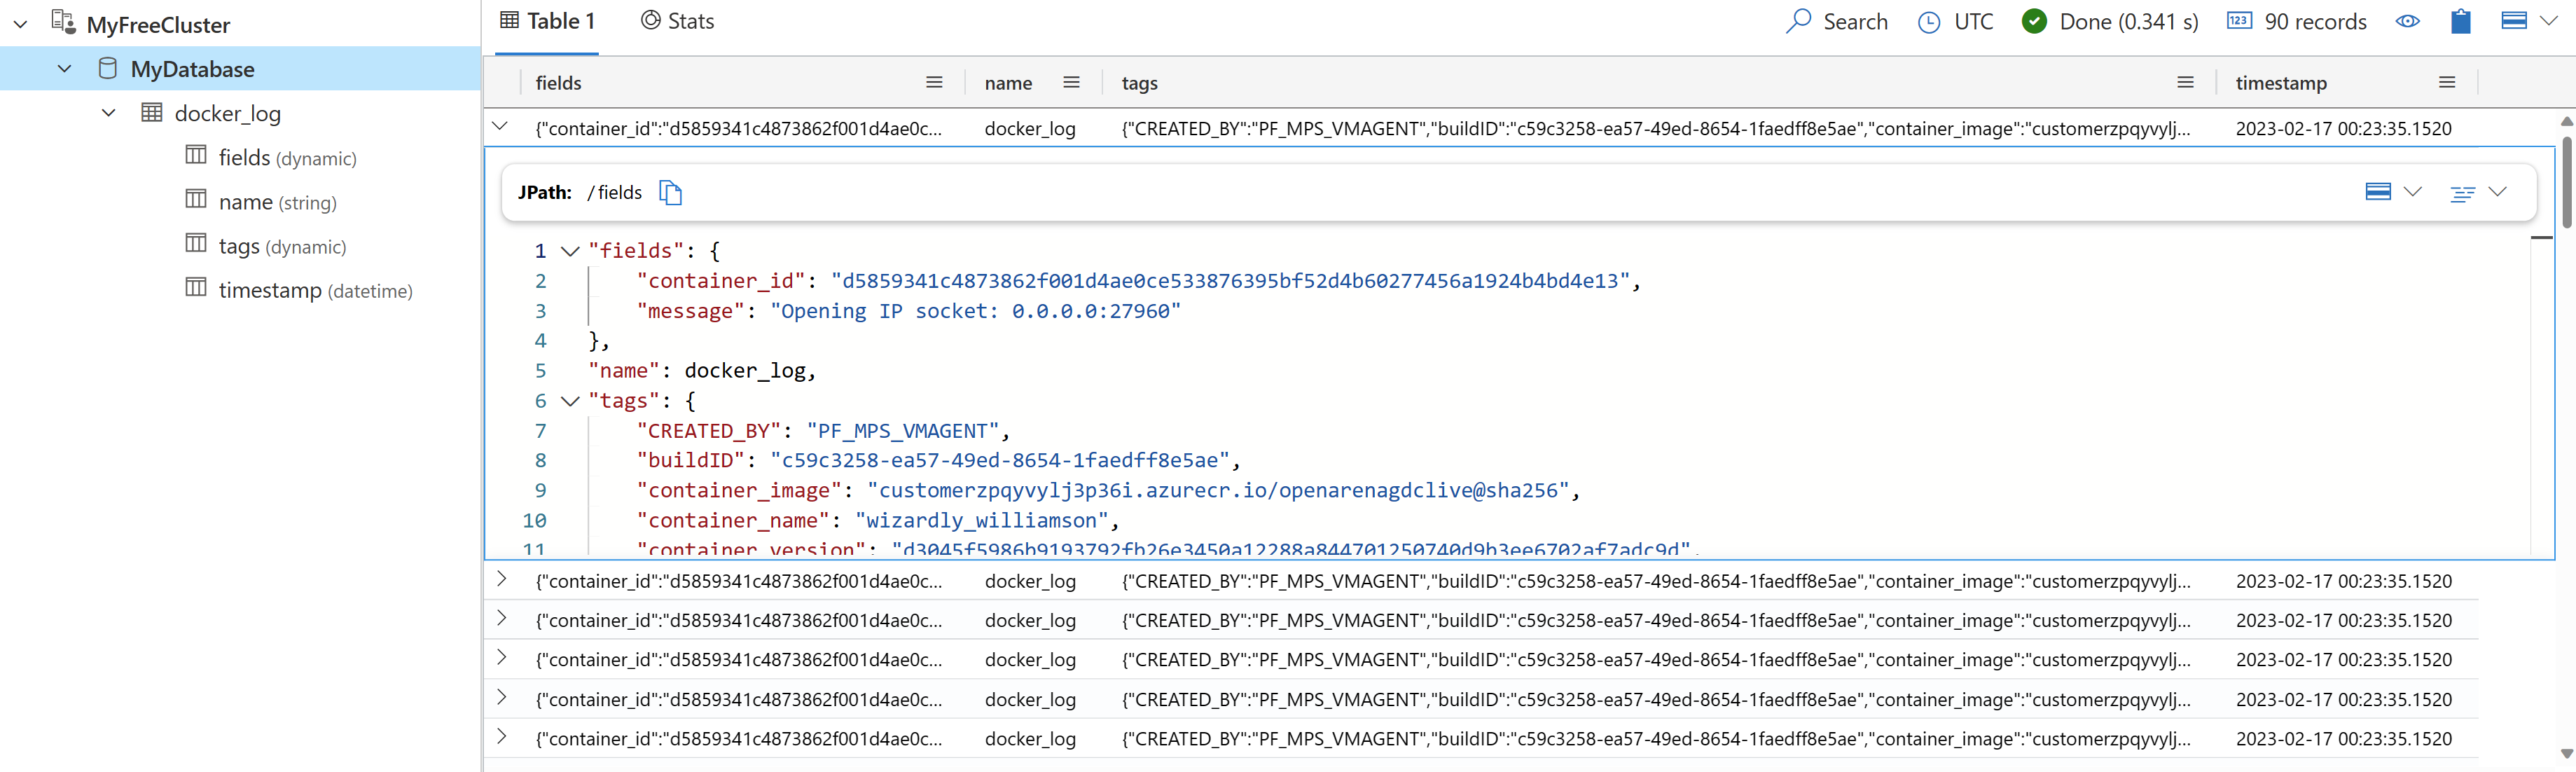 MyFreeCluster
MyDatabase
docker_log
fields (dynamic)
name (string)
tags (dynamic)
timestamp (datetime)
Table 1
Stats
Search
UTC
Done (0.341 s)
123 90 records
fields name tags timestamp
{"container_id":"d5859341c4873862f001d4ae0c... docker_log {"CREATED_BY":"PF_MPS_VMAGENT","buildID":"c59c3258-ea57-49ed-8654-1faedff8e5ae","container_image":"customerzpqyvylj... 2023-02-17 00:23:35.1520
JPath: /fields
1 "fields": {
2 "container_id": "d5859341c4873862f001d4ae0ce533876395bf52d4b60277456a1924b4bd4e13",
3 "message": "Opening IP socket: 0.0.0.0:27960"
4 },
5 "name": docker_log,
6 "tags": {
7 "CREATED_BY": "PF_MPS_VMAGENT",
8 "buildID": "c59c3258-ea57-49ed-8654-1faedff8e5ae",
9 "container_image": "customerzpqyvylj3p36i.azurecr.io/openarenagdclive@sha256",
10 "container_name": "wizardly_williamson",
11 "container_version": "d3045f5986b9193792fb26e3450a12288a844701250740d9b3ee6702af7adc9d",
{"container_id":"d5859341c4873862f001d4ae0c... docker_log {"CREATED_BY":"PF_MPS_VMAGENT","buildID":"c59c3258-ea57-49ed-8654-1faedff8e5ae","container_image":"customerzpqyvylj... 2023-02-17 00:23:35.1520
{"container_id":"d5859341c4873862f001d4ae0c... docker_log {"CREATED_BY":"PF_MPS_VMAGENT","buildID":"c59c3258-ea57-49ed-8654-1faedff8e5ae","container_image":"customerzpqyvylj... 2023-02-17 00:23:35.1520
{"container_id":"d5859341c4873862f001d4ae0c... docker_log {"CREATED_BY":"PF_MPS_VMAGENT","buildID":"c59c3258-ea57-49ed-8654-1faedff8e5ae","container_image":"customerzpqyvylj... 2023-02-17 00:23:35.1520
{"container_id":"d5859341c4873862f001d4ae0c... docker_log {"CREATED_BY":"PF_MPS_VMAGENT","buildID":"c59c3258-ea57-49ed-8654-1faedff8e5ae","container_image":"customerzpqyvylj... 2023-02-17 00:23:35.1520
{"container_id":"d5859341c4873862f001d4ae0c... docker_log {"CREATED_BY":"PF_MPS_VMAGENT","buildID":"c59c3258-ea57-49ed-8654-1faedff8e5ae","container_image":"customerzpqyvylj... 2023-02-17 00:23:35.1520